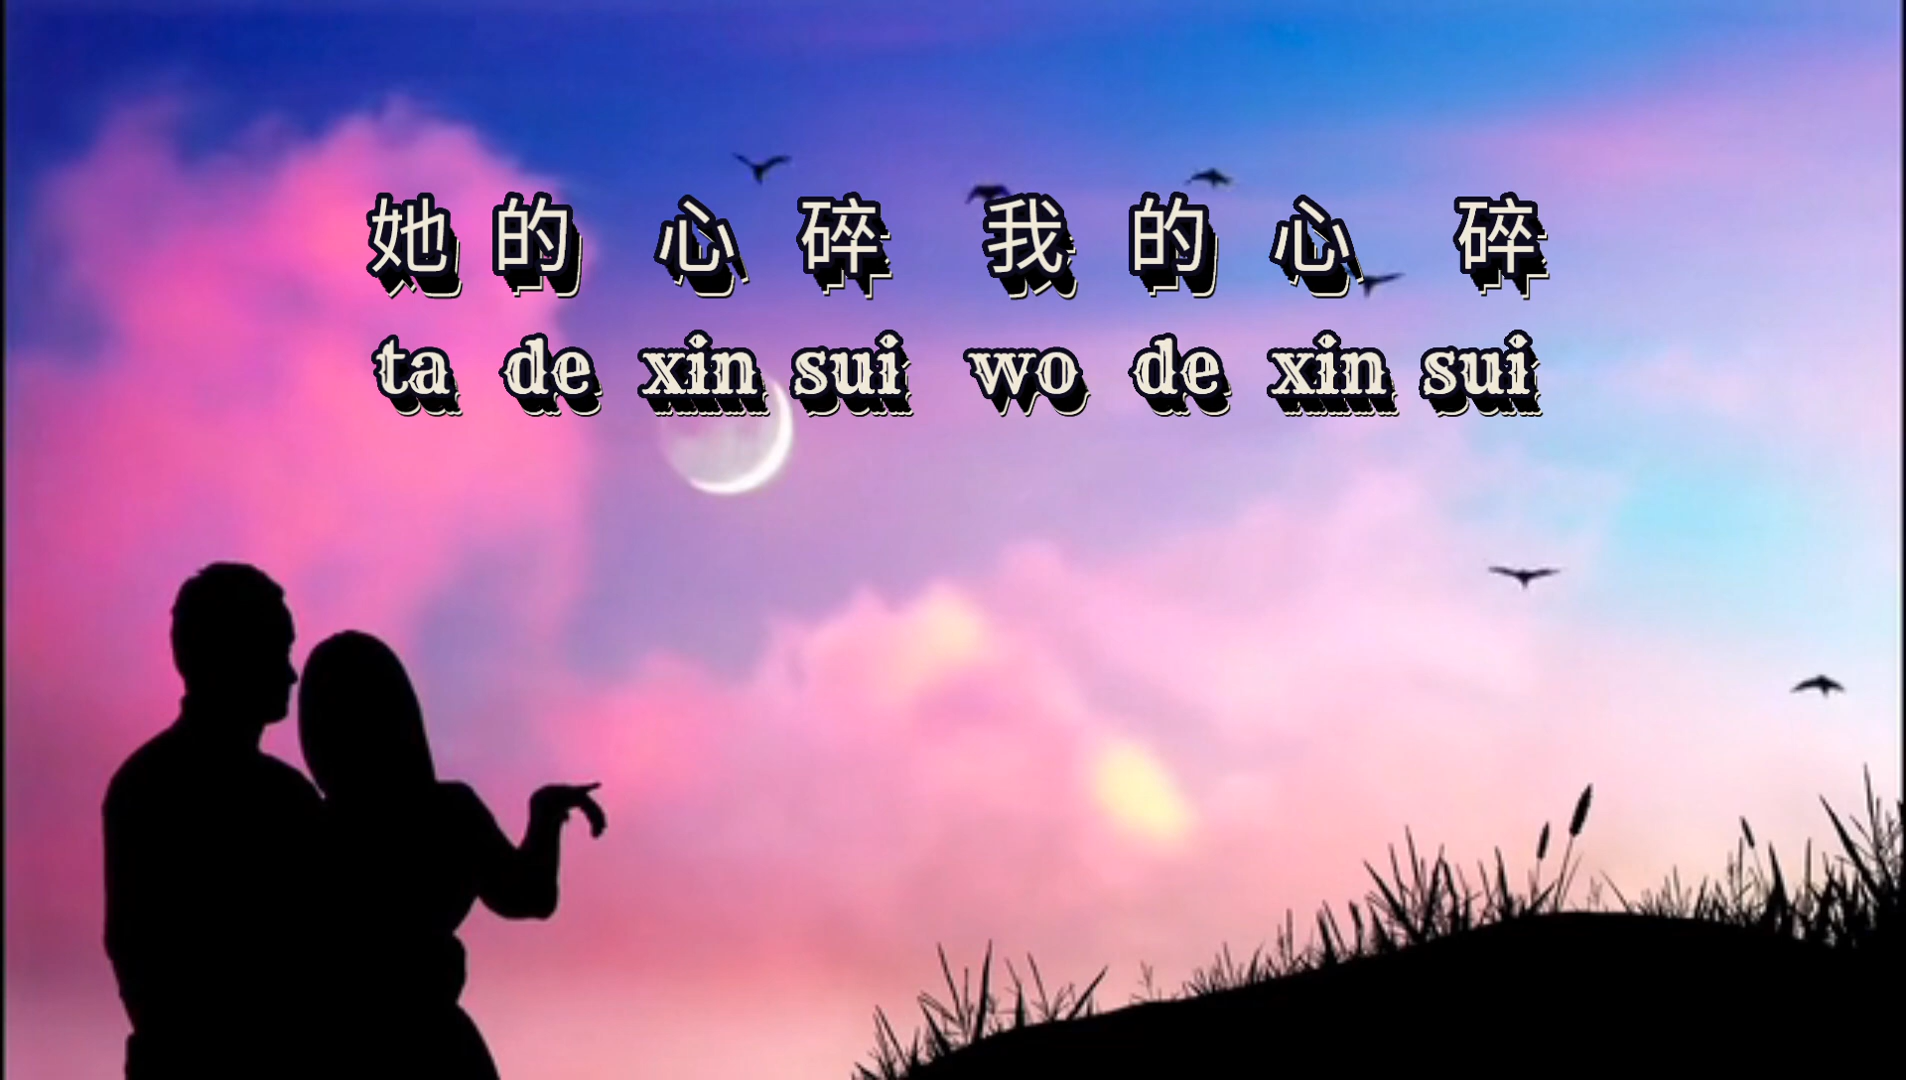 她 的 心 碎 我 的 心 碎
ta de xin sui wo de xin sui